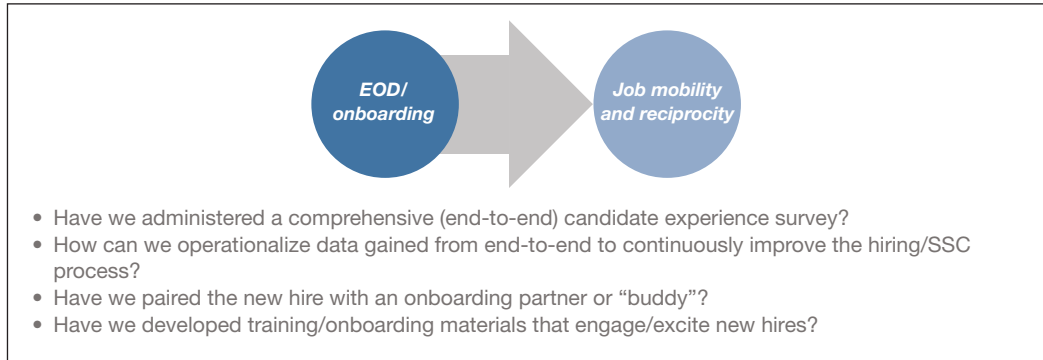 EOD/
onboarding
Job mobility
and reciprocity
• Have we administered a comprehensive (end-to-end) candidate experience survey?
• How can we operationalize data gained from end-to-end to continuously improve the hiring/SSC
process?
• Have we paired the new hire with an onboarding partner or “buddy”?
• Have we developed training/onboarding materials that engage/excite new hires?